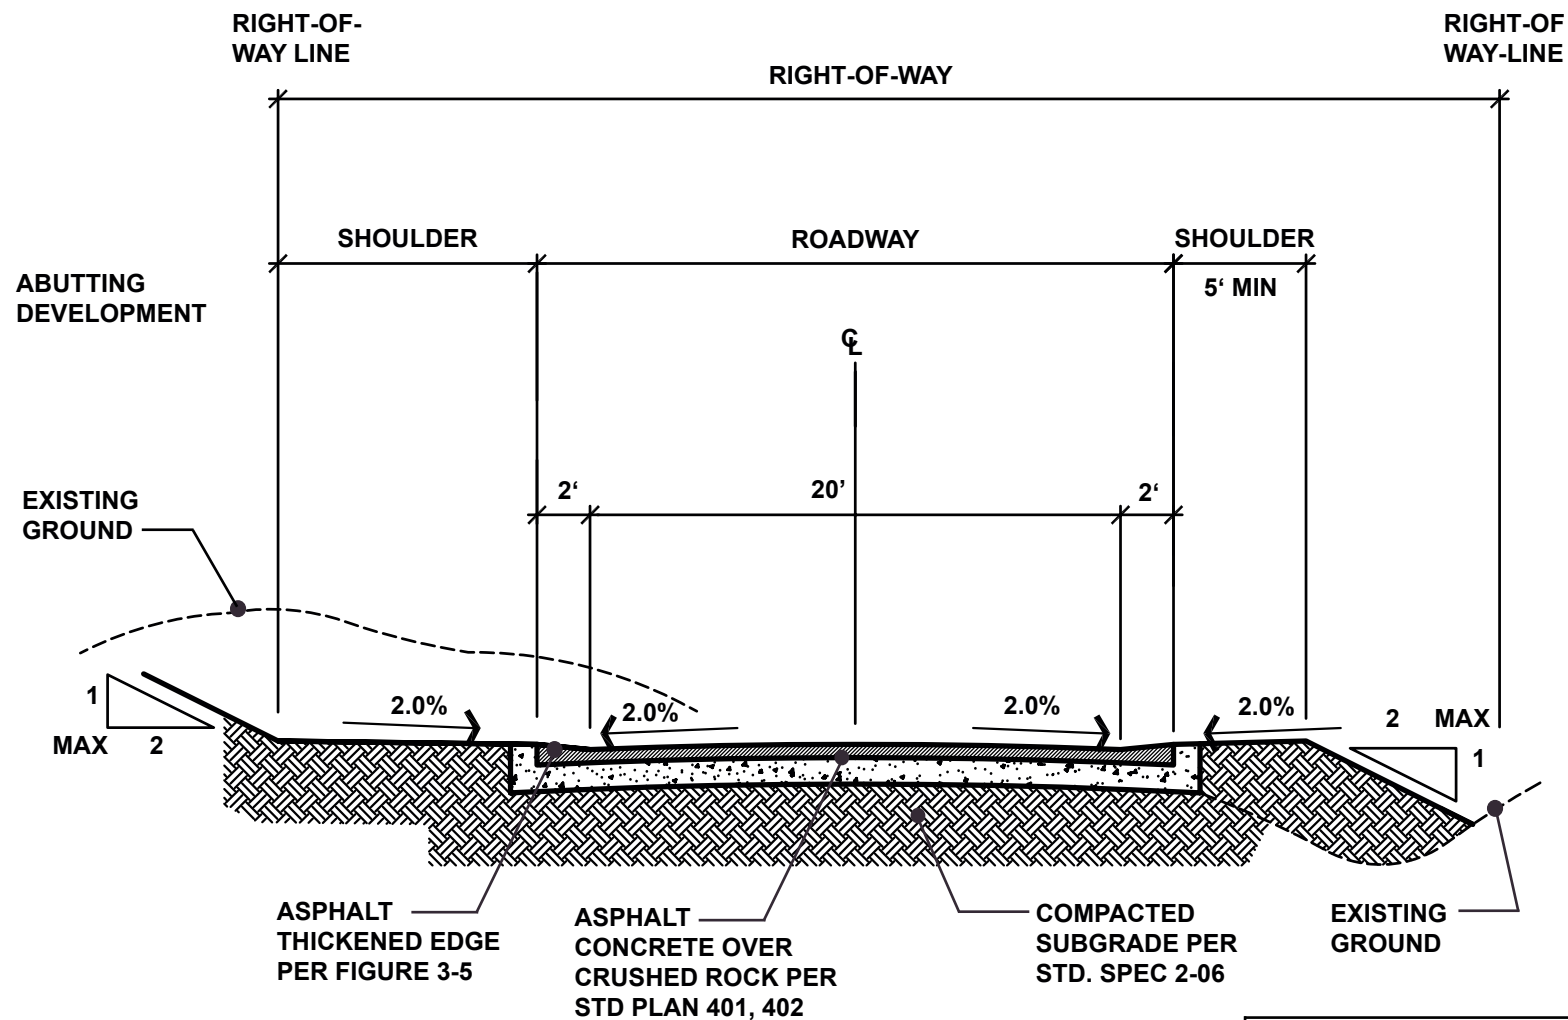 RIGHT-OF-
WAY LINE
RIGHT-OF
WAY-LINE
RIGHT-OF-WAY
SHOULDER
ROADWAY
SHOULDER
5‘ MIN
ABUTTING
DEVELOPMENT
℄
2‘
20’
2‘
EXISTING
GROUND
1
MAX 2
2.0%
2.0%
2.0%
2.0%
2 MAX
1
ASPHALT
THICKENED EDGE
PER FIGURE 3-5
ASPHALT
CONCRETE OVER
CRUSHED ROCK PER
STD PLAN 401, 402
COMPACTED
SUBGRADE PER
STD. SPEC 2-06
EXISTING
GROUND